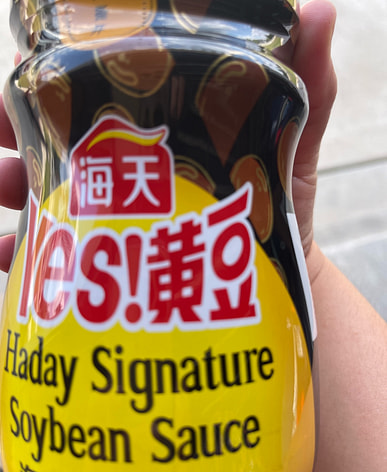 海天
Yes!黄豆
Haday Signature
Soybean Sauce